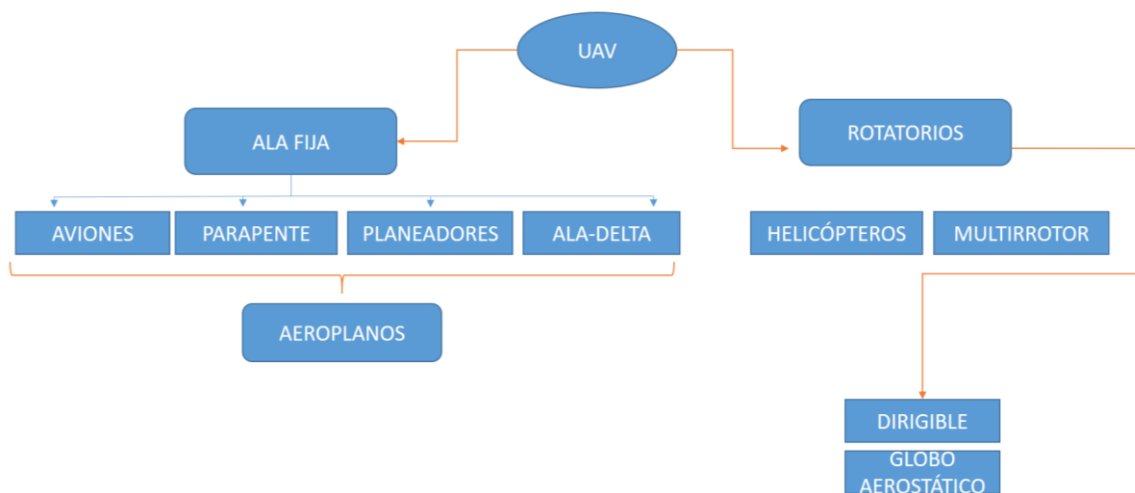 UAV
ALA FIJA
ROTATORIOS
AVIONES
PARAPENTE
PLANEADORES
ALA-DELTA
HELICÓPTEROS
MULTIRROTOR
AEROPLANOS
DIRIGIBLE
GLOBO
AEROSTÁTICO